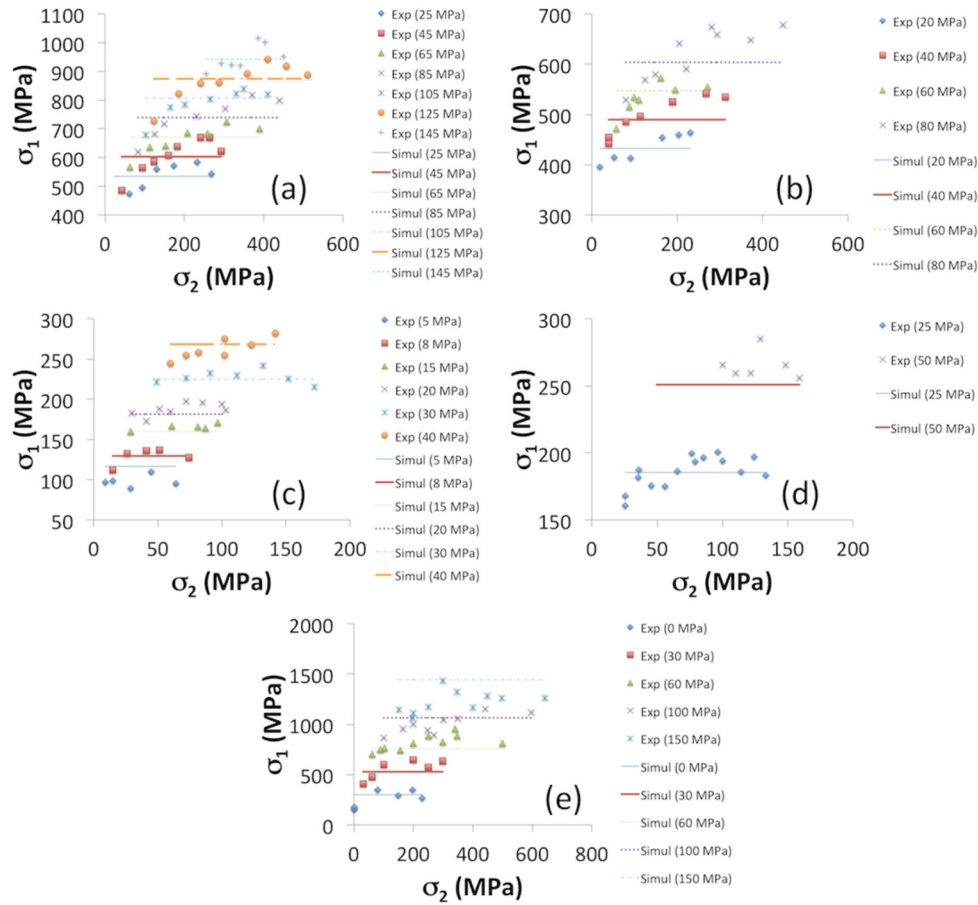 1100
1000
900
800
700
600
500
400
σ1 (MPa)
0 200 400 600
σ2 (MPa)
(a)
Exp (25 MPa)
Exp (45 MPa)
Exp (65 MPa)
Exp (85 MPa)
Exp (105 MPa)
Exp (125 MPa)
Exp (145 MPa)
Simul (25 MPa)
Simul (45 MPa)
Simul (65 MPa)
Simul (85 MPa)
Simul (105 MPa)
Simul (125 MPa)
Simul (145 MPa)
700
600
500
400
300
σ1 (MPa)
0 200 400 600
σ2 (MPa)
(b)
Exp (20 MPa)
Exp (40 MPa)
Exp (60 MPa)
Exp (80 MPa)
Simul (20 MPa)
Simul (40 MPa)
Simul (60 MPa)
Simul (80 MPa)
300
250
200
150
100
50
σ1 (MPa)
0 50 100 150 200
σ2 (MPa)
(c)
Exp (5 MPa)
Exp (8 MPa)
Exp (15 MPa)
Exp (20 MPa)
Exp (30 MPa)
Exp (40 MPa)
Simul (5 MPa)
Simul (8 MPa)
Simul (15 MPa)
Simul (20 MPa)
Simul (30 MPa)
Simul (40 MPa)
300
250
200
150
σ1 (MPa)
0 50 100 150 200
σ2 (MPa)
(d)
Exp (25 MPa)
Exp (50 MPa)
Simul (25 MPa)
Simul (50 MPa)
2000
1500
1000
500
0
σ1 (MPa)
0 200 400 600 800
σ2 (MPa)
(e)
Exp (0 MPa)
Exp (30 MPa)
Exp (60 MPa)
Exp (100 MPa)
Exp (150 MPa)
Simul (0 MPa)
Simul (30 MPa)
Simul (60 MPa)
Simul (100 MPa)
Simul (150 MPa)